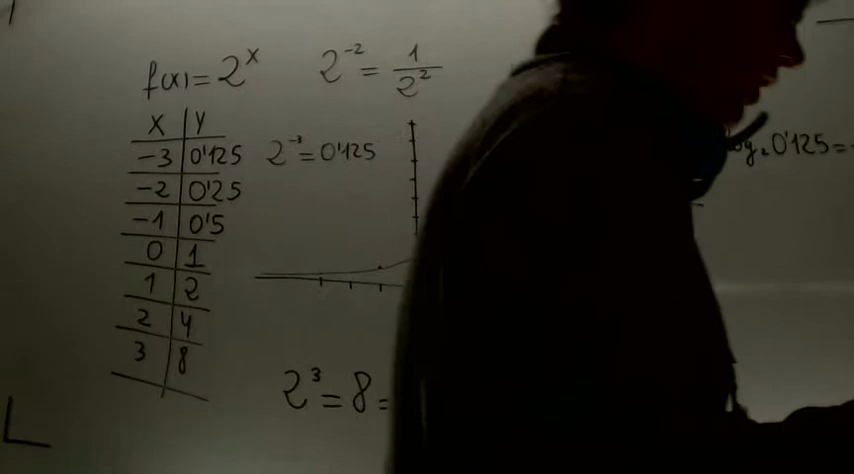 f(x) = 2^x
2^-2 = 1/2^2
X Y
-3 0'125
-2 0'25
-1 0'5
0 1
1 2
2 4
3 8
2^-3 = 0'125
2^3 = 8 =
log₂ 0'125 = -